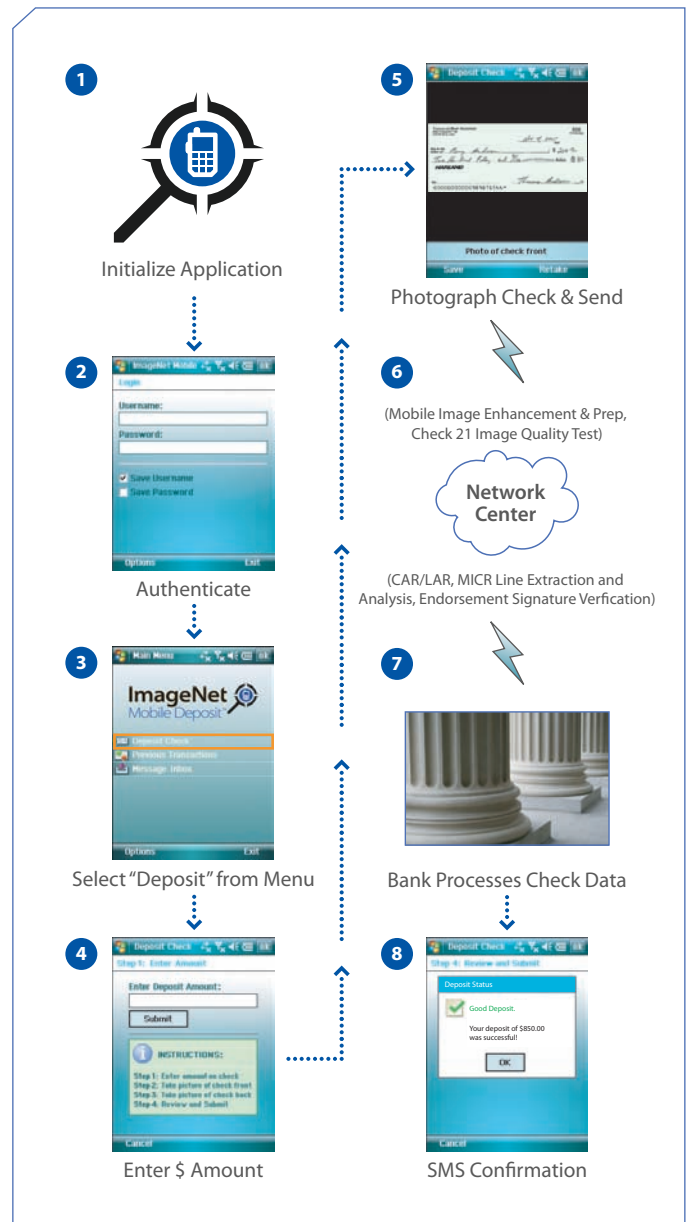 1
Initialize Application
2
ImageNet Mobile ok
Login
Username:
Password:
Save Username
Save Password
Options Exit
Authenticate
3
Main Menu ok
ImageNet
Mobile Deposit
Deposit Check
Previous Transactions
Message Inbox
Options Exit
Select "Deposit" from Menu
4
Deposit Check ok
Step 1: Enter Amount
Enter Deposit Amount:
Submit
INSTRUCTIONS:
Step 1: Enter amount on check
Step 2: Take picture of check front
Step 3: Take picture of check back
Step 4: Review and Submit
Cancel
Enter $ Amount
5
Deposit Check ok
HARLAND
Photo of check front
Save Retake
Photograph Check & Send
6
(Mobile Image Enhancement & Prep,
Check 21 Image Quality Test)
Network
Center
(CAR/LAR, MICR Line Extraction and
Analysis, Endorsement Signature Verfication)
7
Bank Processes Check Data
8
Deposit Check ok
Step 4: Review and Submit
Deposit Status
Good Deposit.
Your deposit of $850.00
was successful!
OK
Cancel
SMS Confirmation